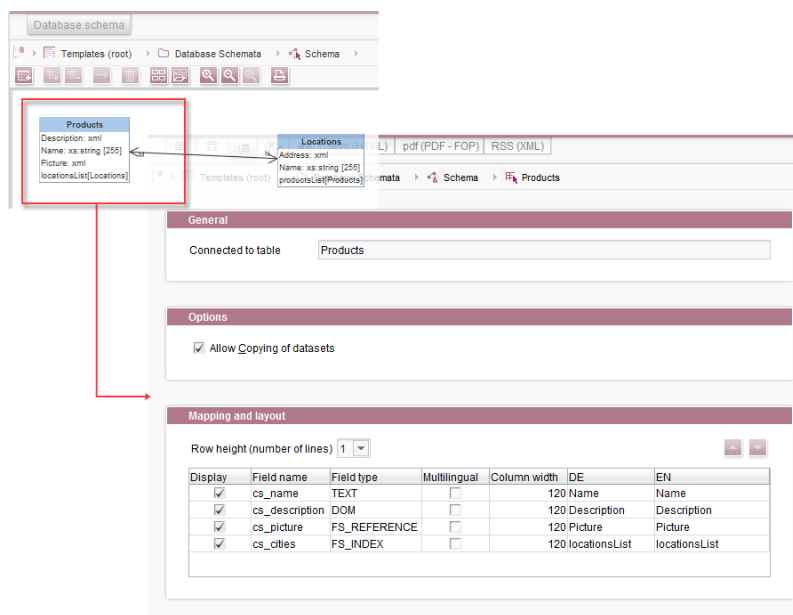 Database schema
Templates (root) Database Schemata Schema
Products
Description: xml
Name: xs:string [255]
Picture: xml
locationsList[Locations]
M
N
Locations
Address: xml
Name: xs:string [255]
productsList[Products]
pdf (PDF - FOP) RSS (XML)
Templates (root) Schema Products
General
Connected to table Products
Options
Allow Copying of datasets
Mapping and layout
Row height (number of lines) 1
Display Field name Field type Multilingual Column width DE EN
cs_name TEXT 120 Name Name
cs_description DOM 120 Description Description
cs_picture FS_REFERENCE 120 Picture Picture
cs_cities FS_INDEX 120 locationsList locationsList